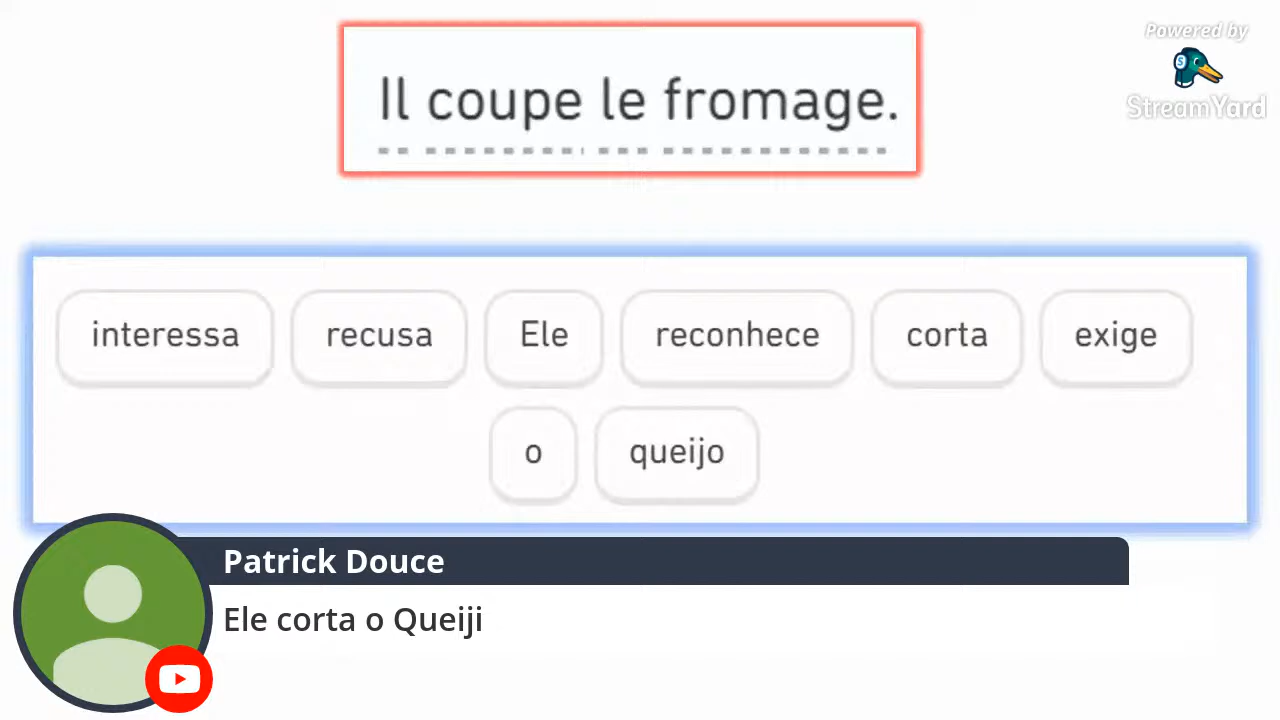 Powered by
StreamYard
Il coupe le fromage.
interessa recusa Ele reconhece corta exige
o queijo
Patrick Douce
Ele corta o Queiji